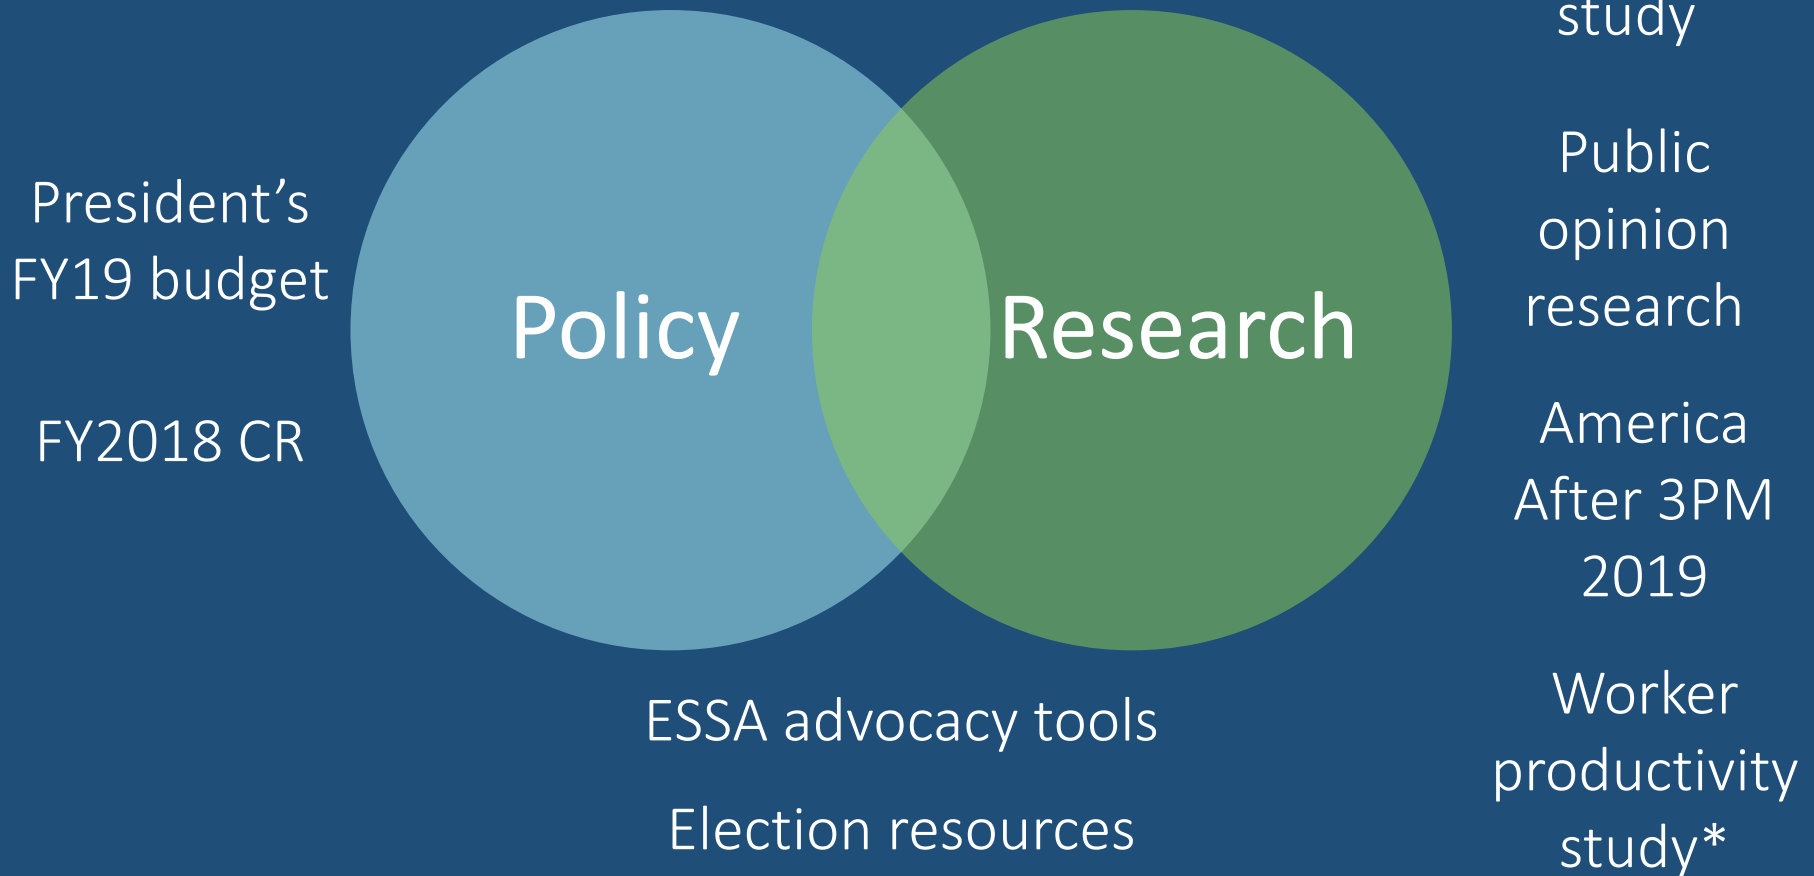 study
Public
opinion
research
America
After 3PM
2019
Worker
productivity
study*
President’s
FY19 budget
FY2018 CR
Policy
Research
ESSA advocacy tools
Election resources